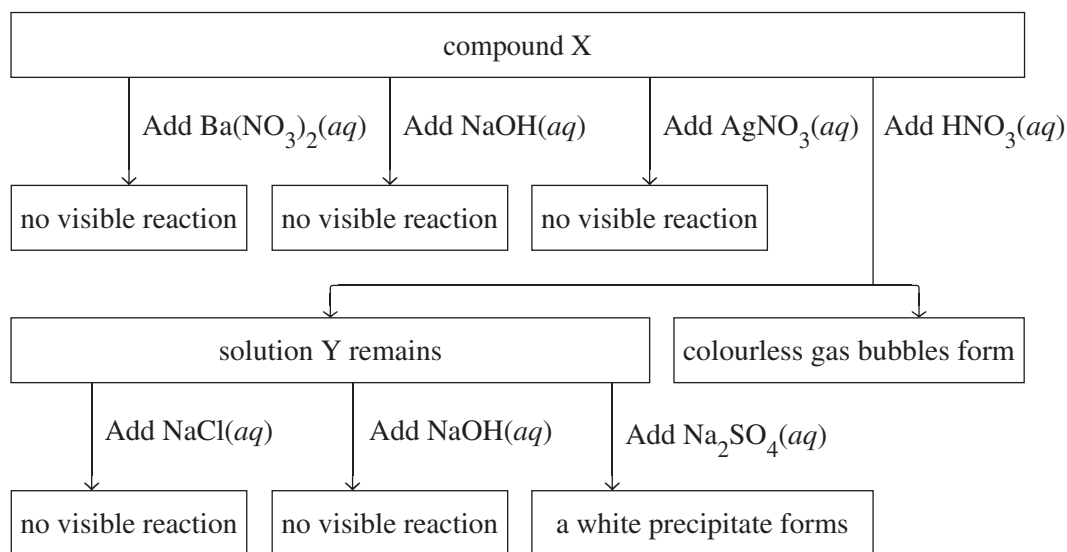 compound X
Add Ba(NO₃)₂(aq) Add NaOH(aq) Add AgNO₃(aq) Add HNO₃(aq)
no visible reaction no visible reaction no visible reaction
solution Y remains colourless gas bubbles form
Add NaCl(aq) Add NaOH(aq) Add Na₂SO₄(aq)
no visible reaction no visible reaction a white precipitate forms